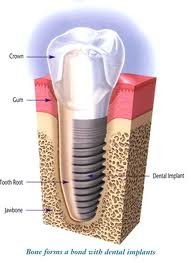 Crown
Gum
Dental Implant
Tooth Root
Jawbone
Bone forms a bond with dental implants